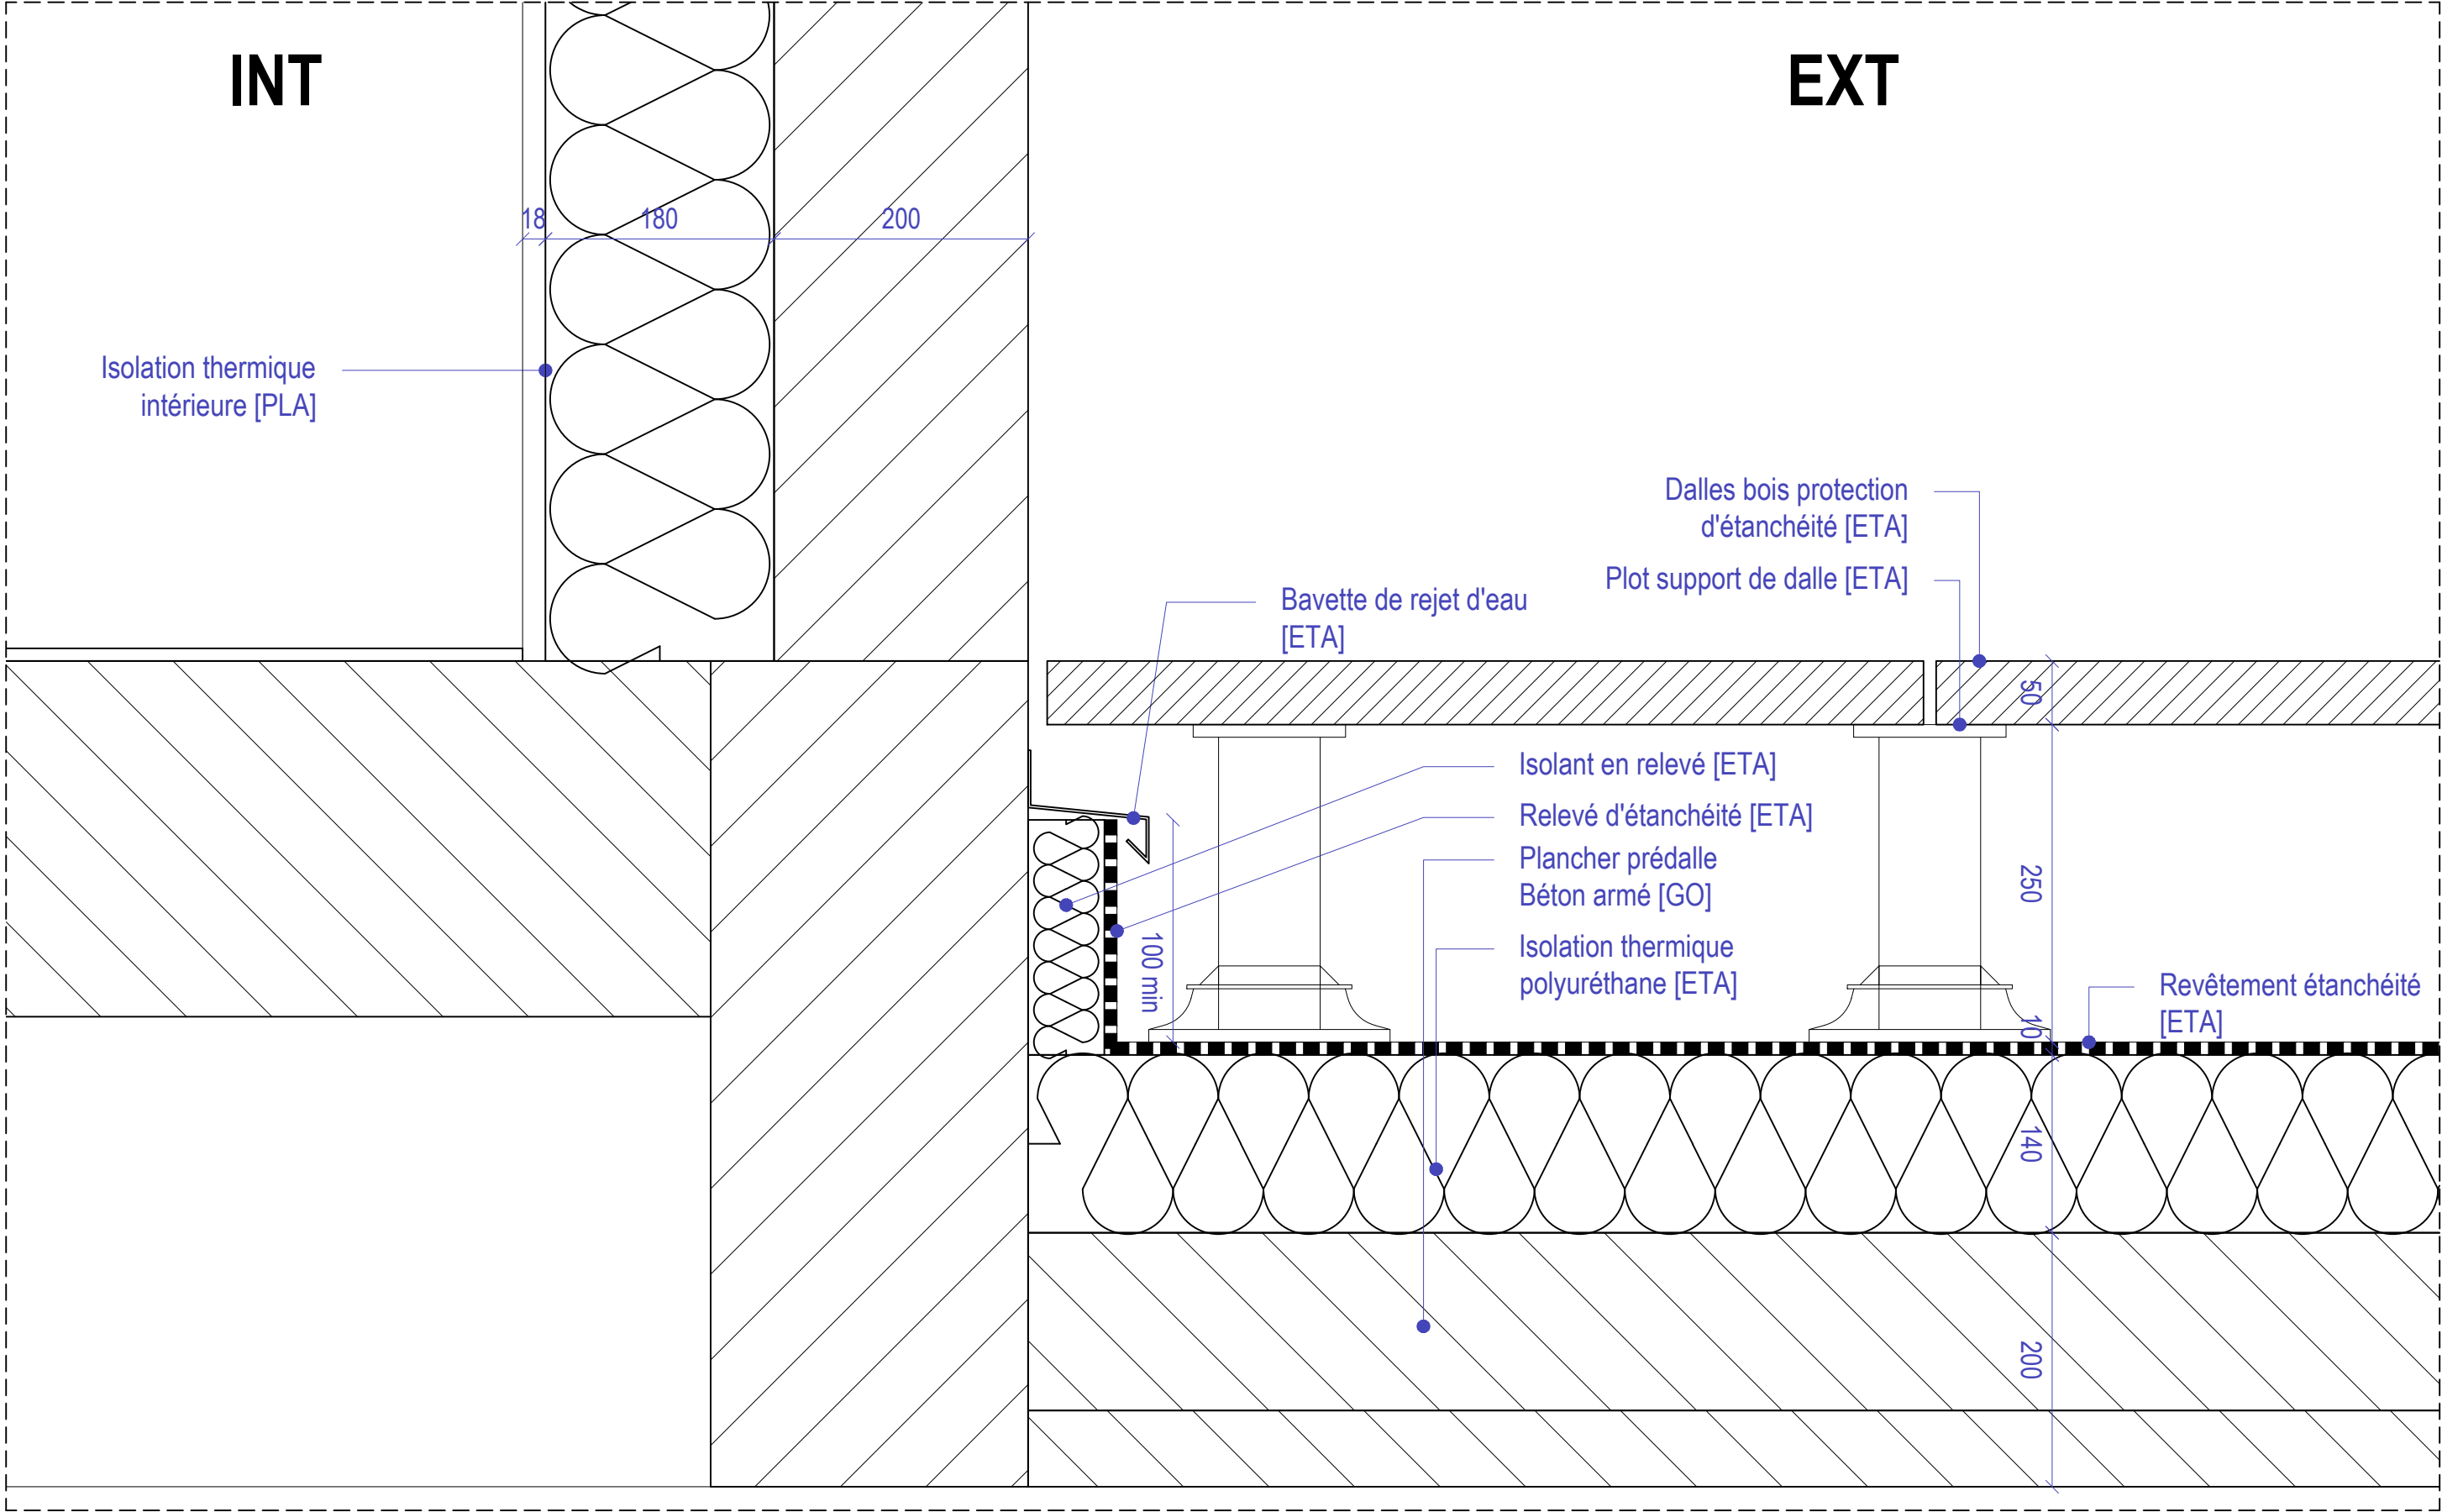 INT
EXT
18
180
200
Isolation thermique
intérieure [PLA]
Dalles bois protection
d'étanchéité [ETA]
Plot support de dalle [ETA]
Bavette de rejet d'eau
[ETA]
50
Isolant en relevé [ETA]
Relevé d'étanchéité [ETA]
Plancher prédalle
Béton armé [GO]
250
Isolation thermique
polyuréthane [ETA]
100 min
Revêtement étanchéité
[ETA]
10
140
200